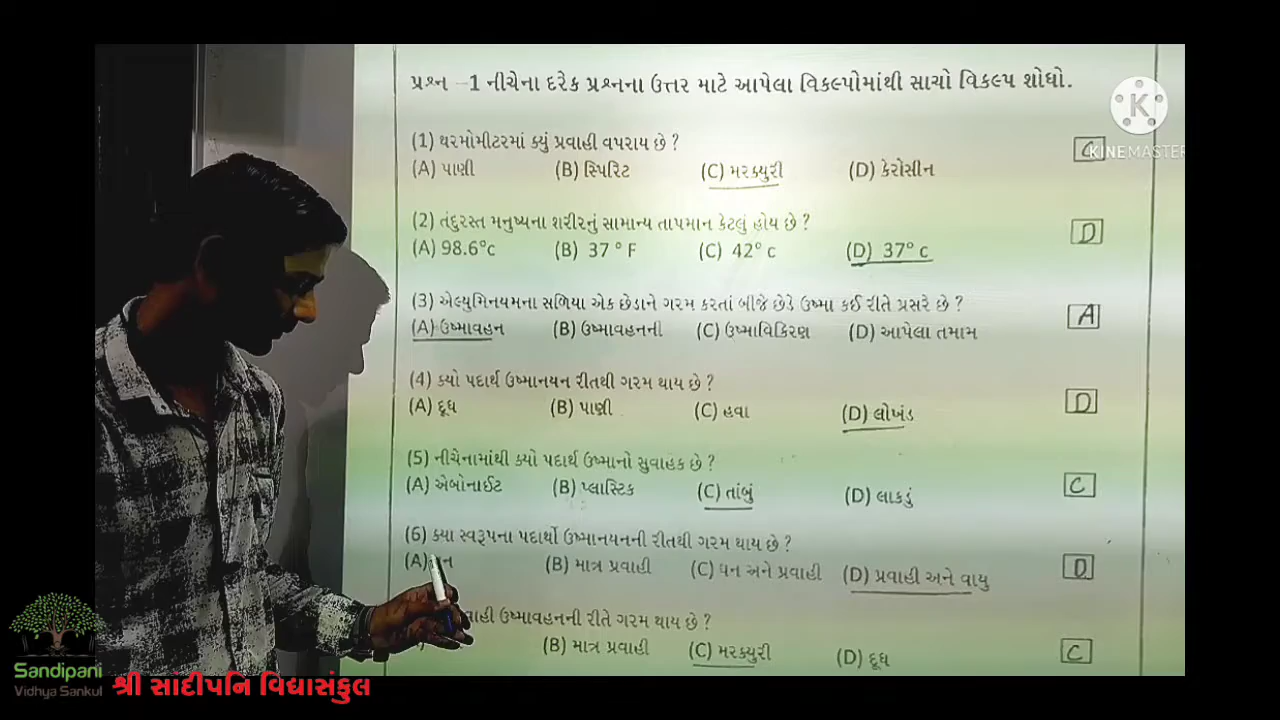 પ્રશ્ન -1 નીચેના દરેક પ્રશ્નના ઉત્તર માટે આપેલા વિકલ્પોમાંથી સાચો વિકલ્પ શોધો.
K
KINEMASTER
(1) થરમોમીટરમાં ક્યું પ્રવાહી વપરાય છે ? C
(A) પાણી (B) સ્પિરિટ (C) મરક્યુરી (D) કેરોસીન
(2) તંદુરસ્ત મનુષ્યના શરીરનું સામાન્ય તાપમાન કેટલું હોય છે ? D
(A) 98.6°c (B) 37 ° F (C) 42° c (D) 37° c
(3) એલ્યુમિનયમના સળિયા એક છેડાને ગરમ કરતાં બીજે છેડે ઉષ્મા કઈ રીતે પ્રસરે છે ? A
(A) ઉષ્માવહન (B) ઉષ્માવહનની (C) ઉષ્માવિકિરણ (D) આપેલા તમામ
(4) ક્યો પદાર્થ ઉષ્માનયન રીતથી ગરમ થાય છે ? D
(A) દૂધ (B) પાણી (C) હવા (D) લોખંડ
(5) નીચેનામાંથી ક્યો પદાર્થ ઉષ્માનો સુવાહક છે ? C
(A) એબોનાઈટ (B) પ્લાસ્ટિક (C) તાંબું (D) લાકડું
(6) ક્યા સ્વરૂપના પદાર્થો ઉષ્માનયનની રીતથી ગરમ થાય છે ? D
(A) (B) માત્ર પ્રવાહી (C) ધન અને પ્રવાહી (D) પ્રવાહી અને વાયુ
ઉષ્માવહનની રીતે ગરમ થાય છે ? C
(B) માત્ર પ્રવાહી (C) મરક્યુરી (D) દૂધ
Sandipani
Vidhya Sankul
શ્રી સાંદીપનિ વિદ્યાસંકુલ